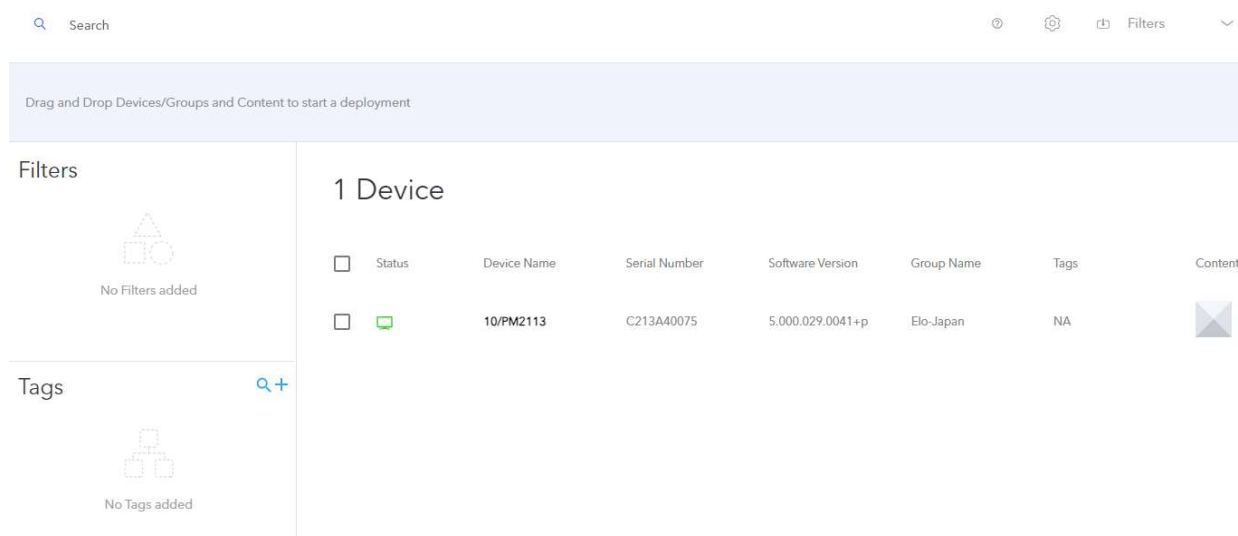 Search
Filters
Drag and Drop Devices/Groups and Content to start a deployment
Filters
No Filters added
Tags
No Tags added
1 Device
Status Device Name Serial Number Software Version Group Name Tags Content
10/PM2113 C213A40075 5.000.029.0041+p Elo-Japan NA